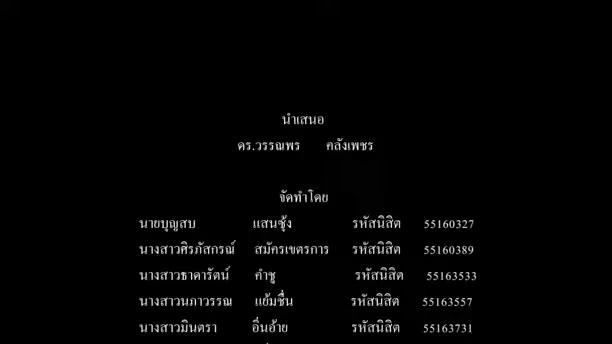 นำเสนอ
ดร.วรรณพร คลังเพชร
จัดทำโดย
นายบุญสบ แสนซุ้ง รหัสนิสิต 55160327
นางสาวศิรภัสกรณ์ สมัครเขตรการ รหัสนิสิต 55160389
นางสาวธาดารัตน์ คำชู รหัสนิสิต 55163533
นางสาวนภาวรรณ แย้มชื่น รหัสนิสิต 55163557
นางสาวมินตรา อิ่นอ้าย รหัสนิสิต 55163731